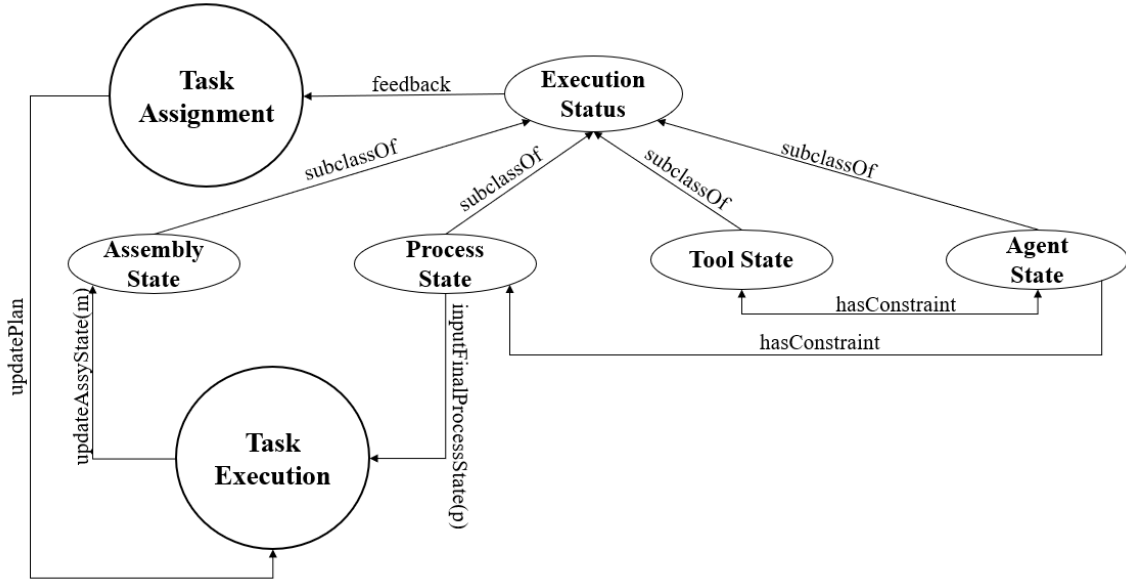 Task
Assignment
feedback
Execution
Status
subclassOf
subclassOf
subclassOf
subclassOf
Assembly
State
Process
State
Tool State
Agent
State
hasConstraint
hasConstraint
updatePlan
updateAssyState(m)
inputFinalProcessState(p)
Task
Execution